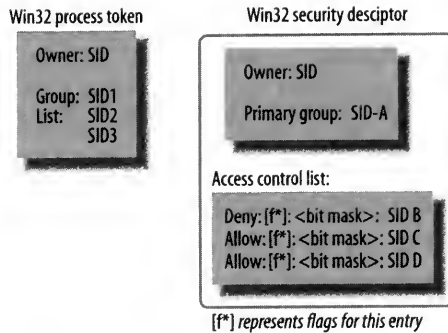 Win32 process token
Owner: SID
Group: SID1
List: SID2
SID3
Win32 security desciptor
Owner: SID
Primary group: SID-A
Access control list:
Deny: [f*]: <bit mask>: SID B
Allow: [f*]: <bit mask>: SID C
Allow: [f*]: <bit mask>: SID D
[f*] represents flags for this entry